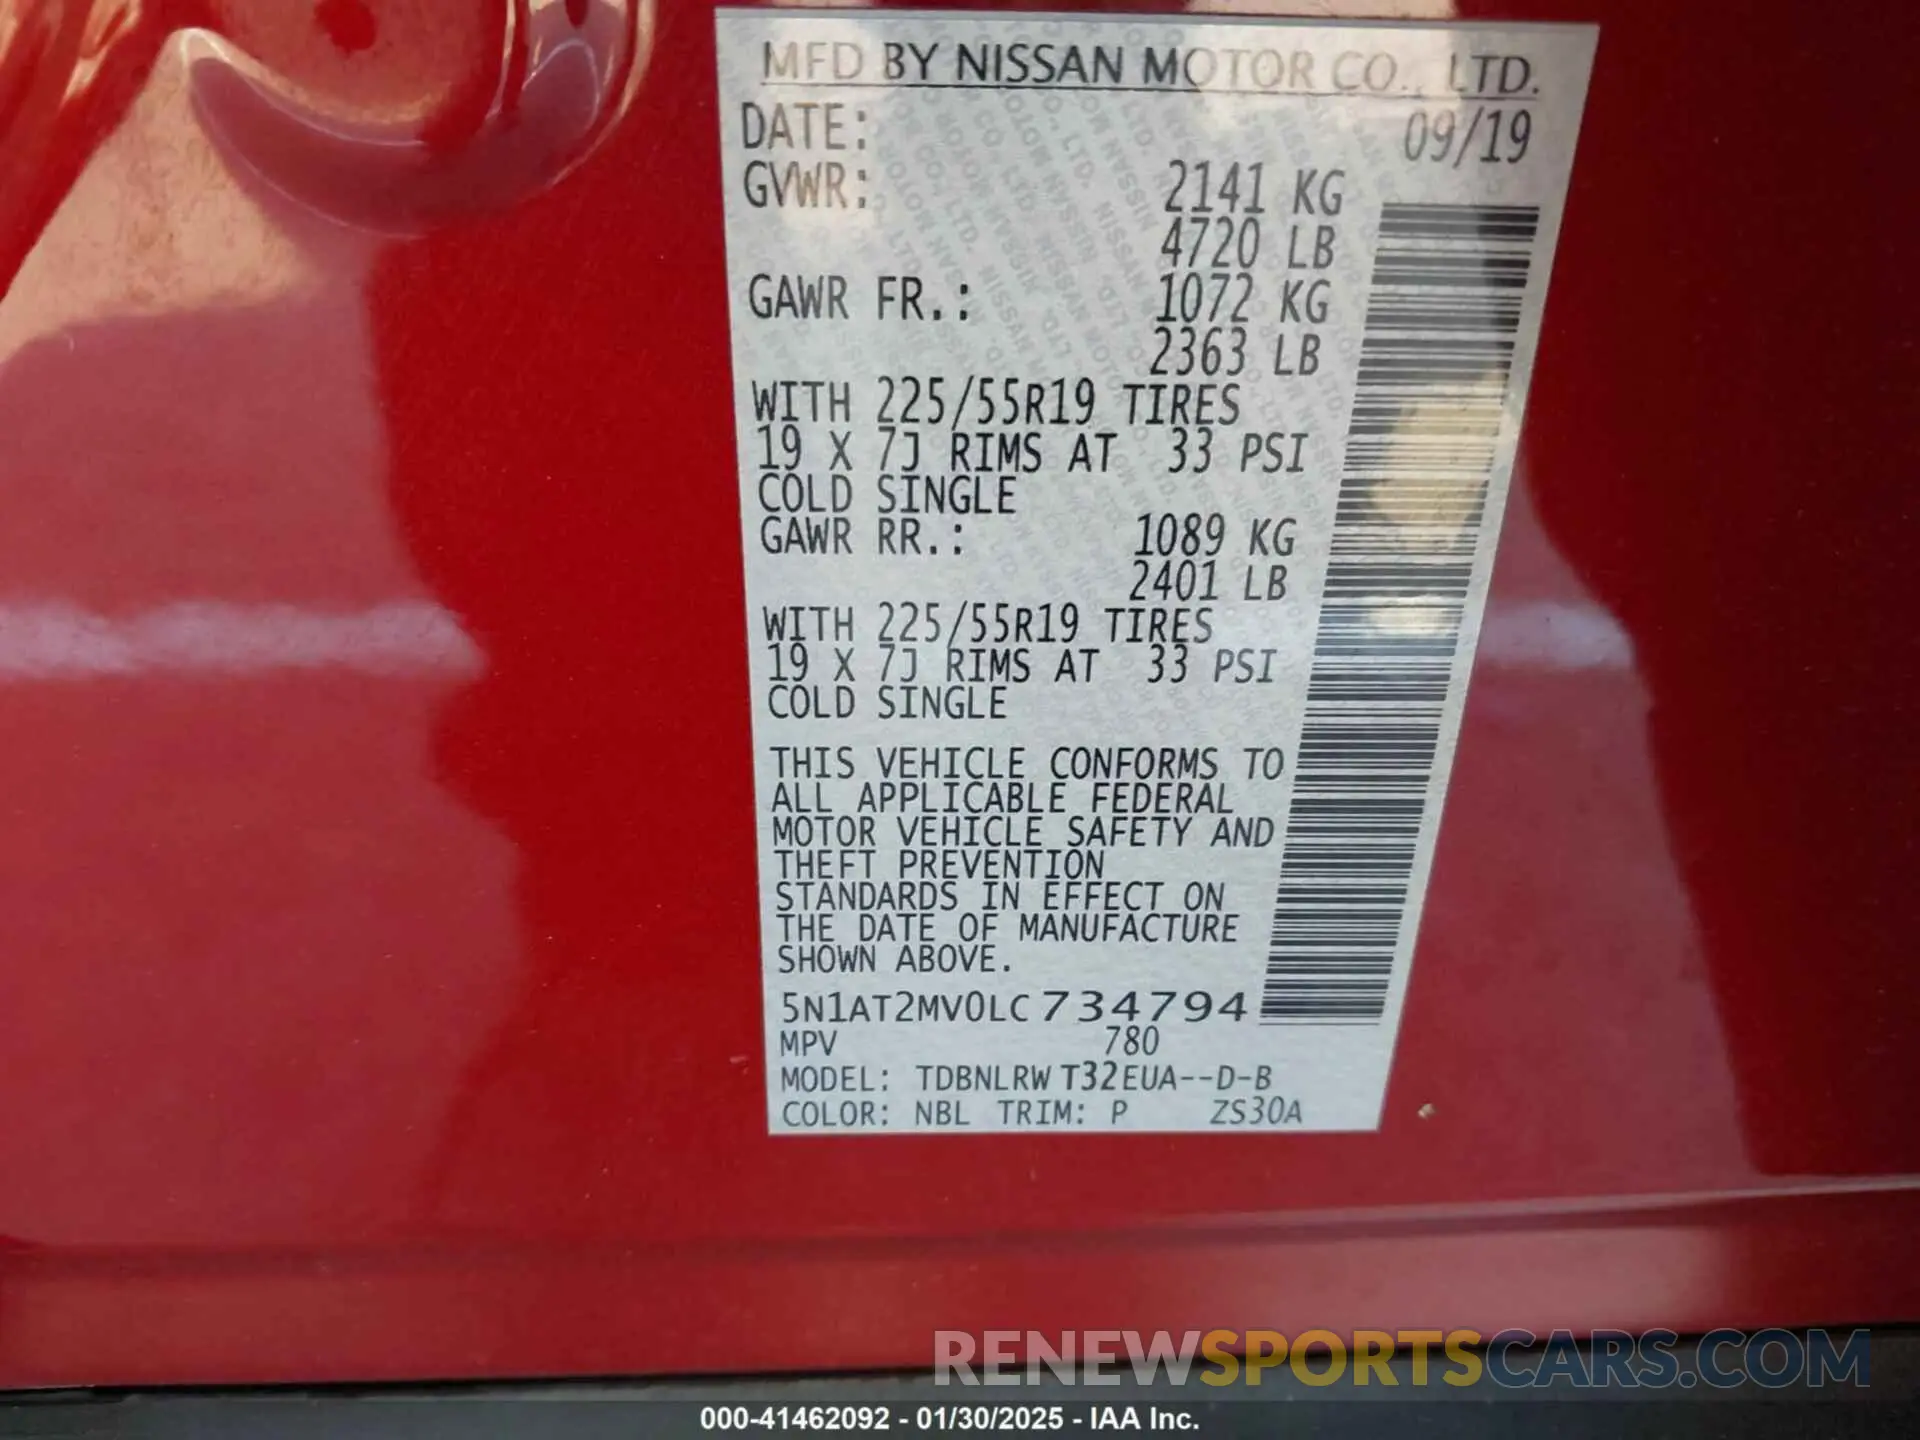 MFD BY NISSAN MOTOR CO., LTD.
DATE: 09/19
GVWR: 2141 KG
4720 LB
GAWR FR.: 1072 KG
2363 LB
WITH 225/55R19 TIRES
19 X 7J RIMS AT 33 PSI
COLD SINGLE
GAWR RR.: 1089 KG
2401 LB
WITH 225/55R19 TIRES
19 X 7J RIMS AT 33 PSI
COLD SINGLE
THIS VEHICLE CONFORMS TO
ALL APPLICABLE FEDERAL
MOTOR VEHICLE SAFETY AND
THEFT PREVENTION
STANDARDS IN EFFECT ON
THE DATE OF MANUFACTURE
SHOWN ABOVE.
5N1AT2MV0LC734794
MPV 780
MODEL: TDBNLRW T32EUA--D-B
COLOR: NBL TRIM: P ZS30A
RENEWSPORTSCARS.COM
000-41462092 - 01/30/2025 - IAA Inc.